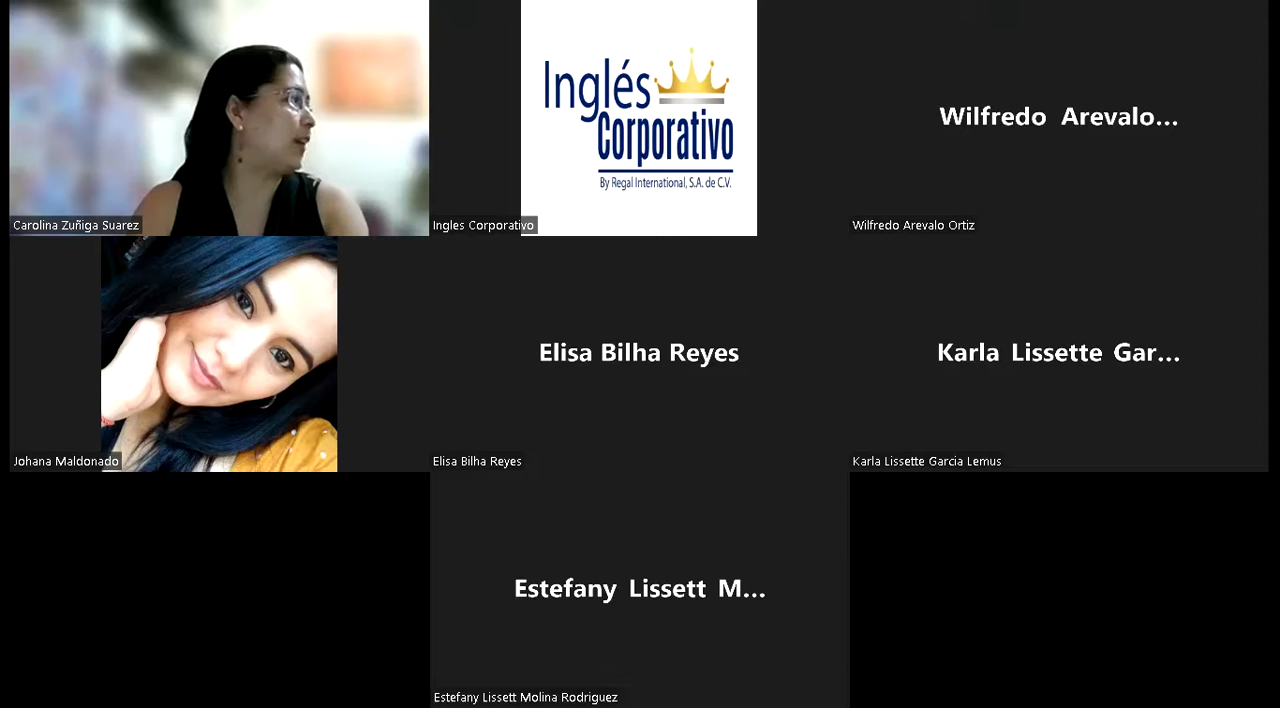 Inglés
Corporativo
By Regal International, S.A. de C.V.
Wilfredo Arevalo...
Carolina Zuñiga Suarez
Ingles Corporativo
Wilfredo Arevalo Ortiz
Elisa Bilha Reyes
Karla Lissette Gar...
Johana Maldonado
Elisa Bilha Reyes
Karla Lissette Garcia Lemus
Estefany Lissett M...
Estefany Lissett Molina Rodriguez